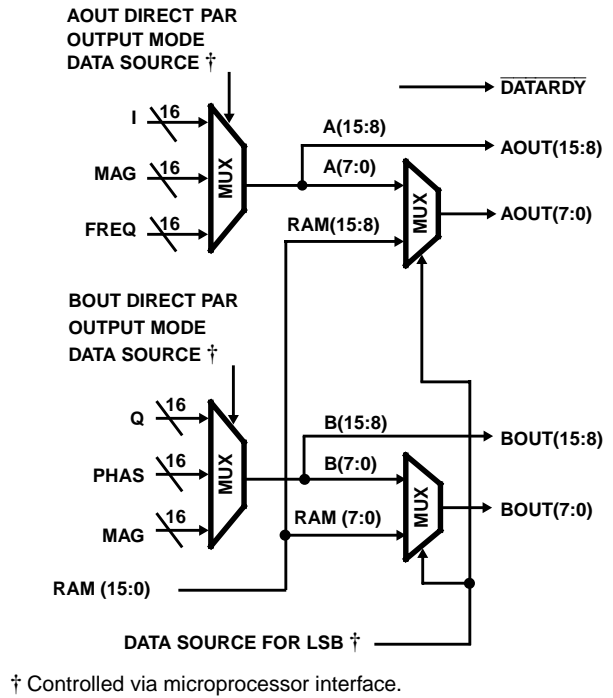 AOUT DIRECT PAR
OUTPUT MODE
DATA SOURCE †
DATARDY
I
16
MAG
16
FREQ
16
MUX
A(15:8)
AOUT(15:8)
A(7:0)
MUX
AOUT(7:0)
RAM(15:8)
BOUT DIRECT PAR
OUTPUT MODE
DATA SOURCE †
Q
16
PHAS
16
MAG
16
MUX
B(15:8)
BOUT(15:8)
B(7:0)
MUX
BOUT(7:0)
RAM (7:0)
RAM (15:0)
DATA SOURCE FOR LSB †
† Controlled via microprocessor interface.